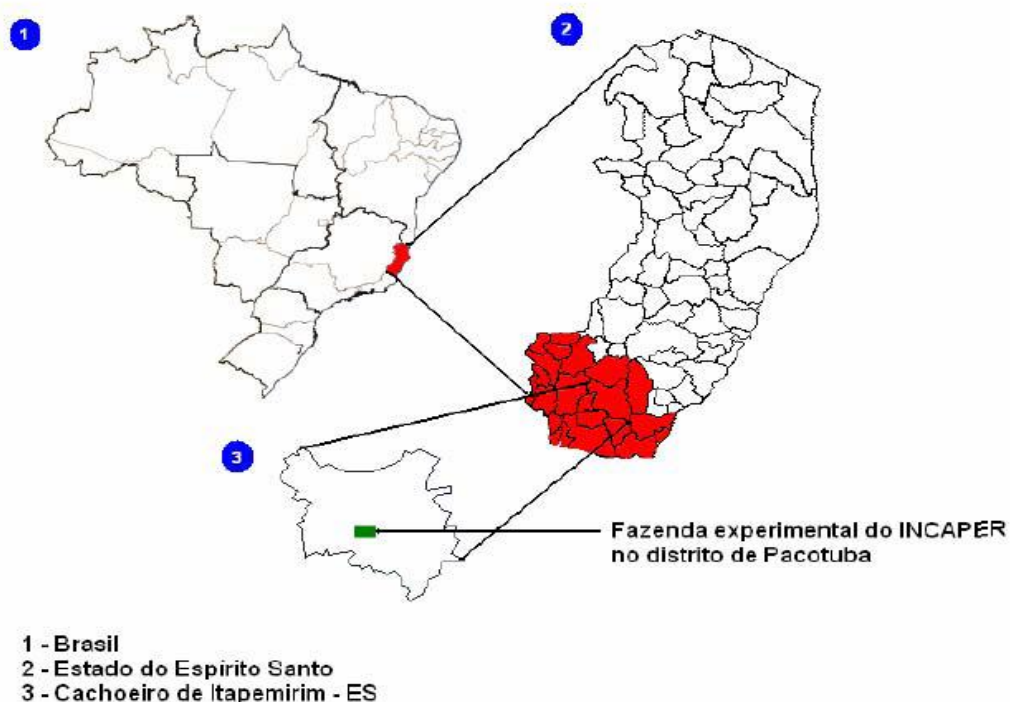 1
2
3
Fazenda experimental do INCAPER
no distrito de Pacotuba
1 - Brasil
2 - Estado do Espírito Santo
3 - Cachoeiro de Itapemirim - ES